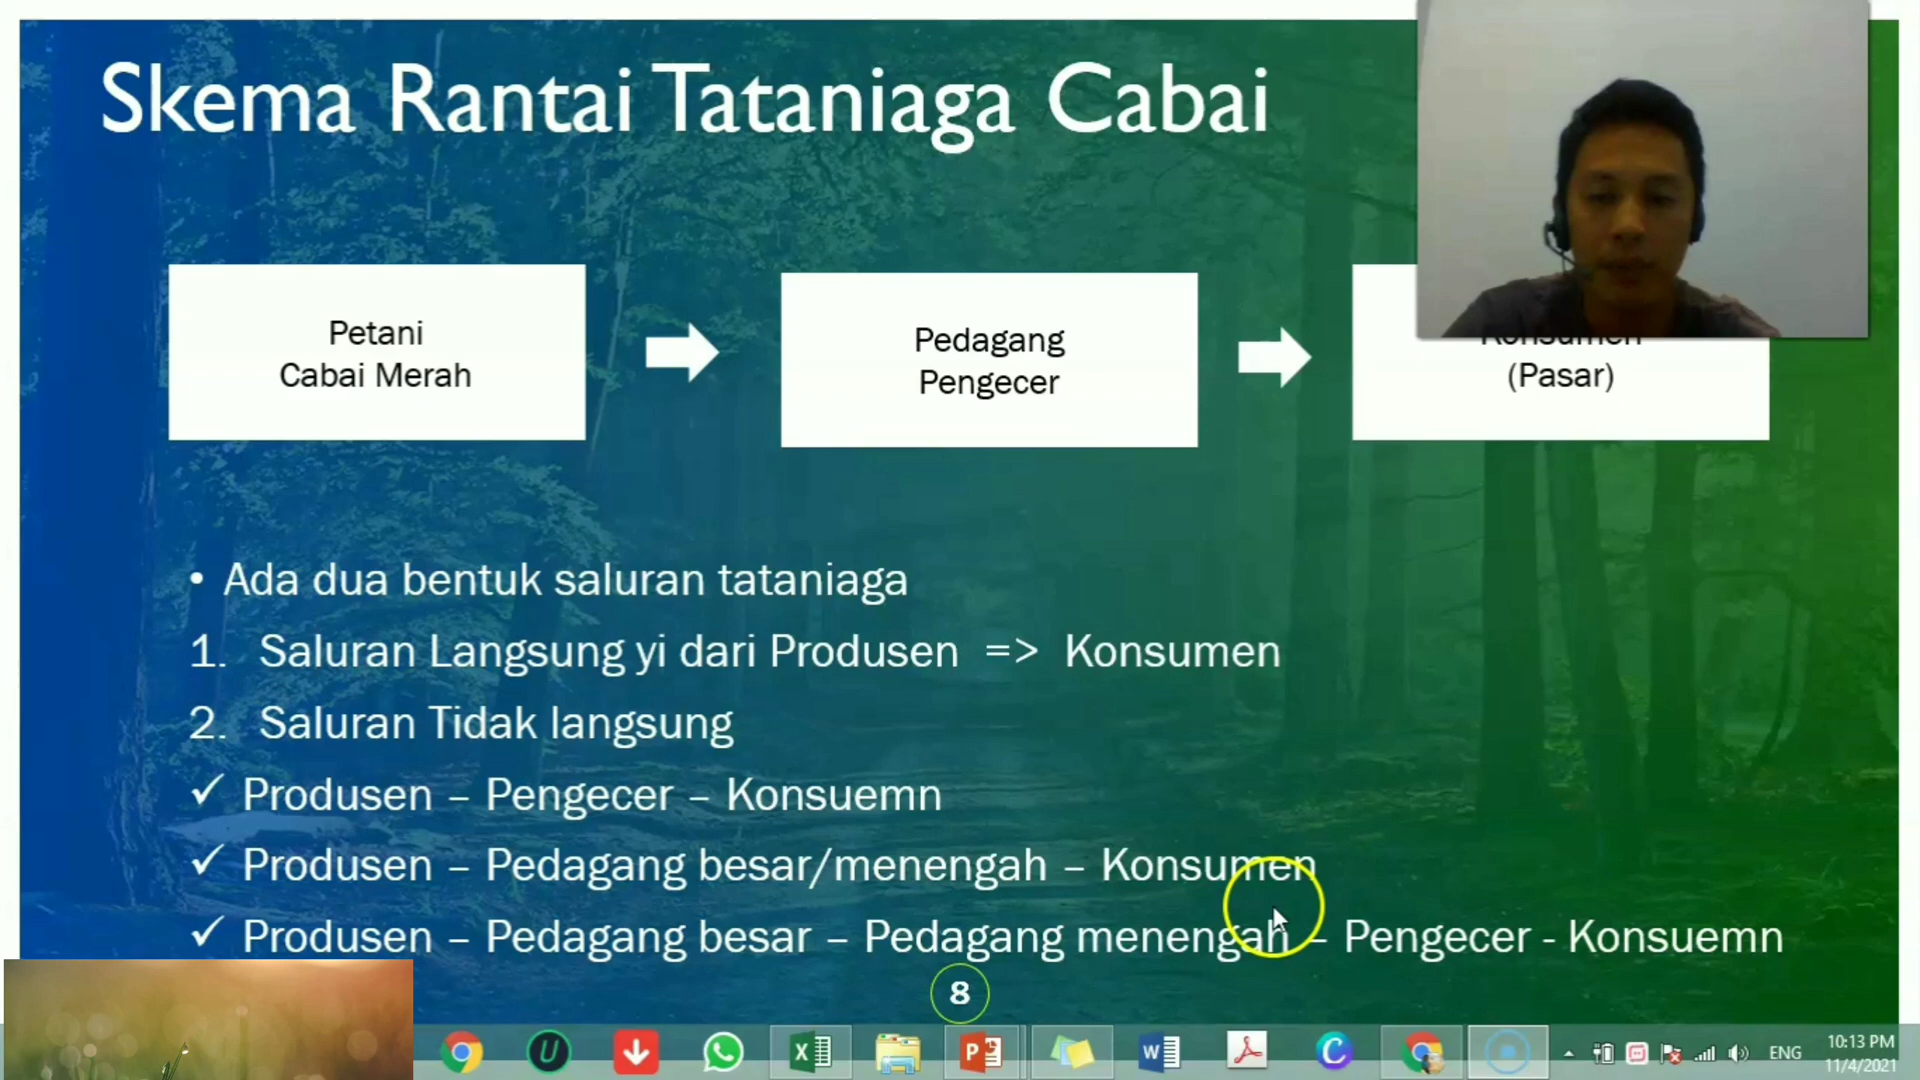 Skema Rantai Tataniaga Cabai
Petani
Cabai Merah
Pedagang
Pengecer
Konsumen
(Pasar)
• Ada dua bentuk saluran tataniaga
1. Saluran Langsung yi dari Produsen => Konsumen
2. Saluran Tidak langsung
✓ Produsen – Pengecer – Konsuemn
✓ Produsen – Pedagang besar/menengah – Konsumen
✓ Produsen – Pedagang besar – Pedagang menengah – Pengecer - Konsuemn
8
ENG
10:13 PM
11/4/2021